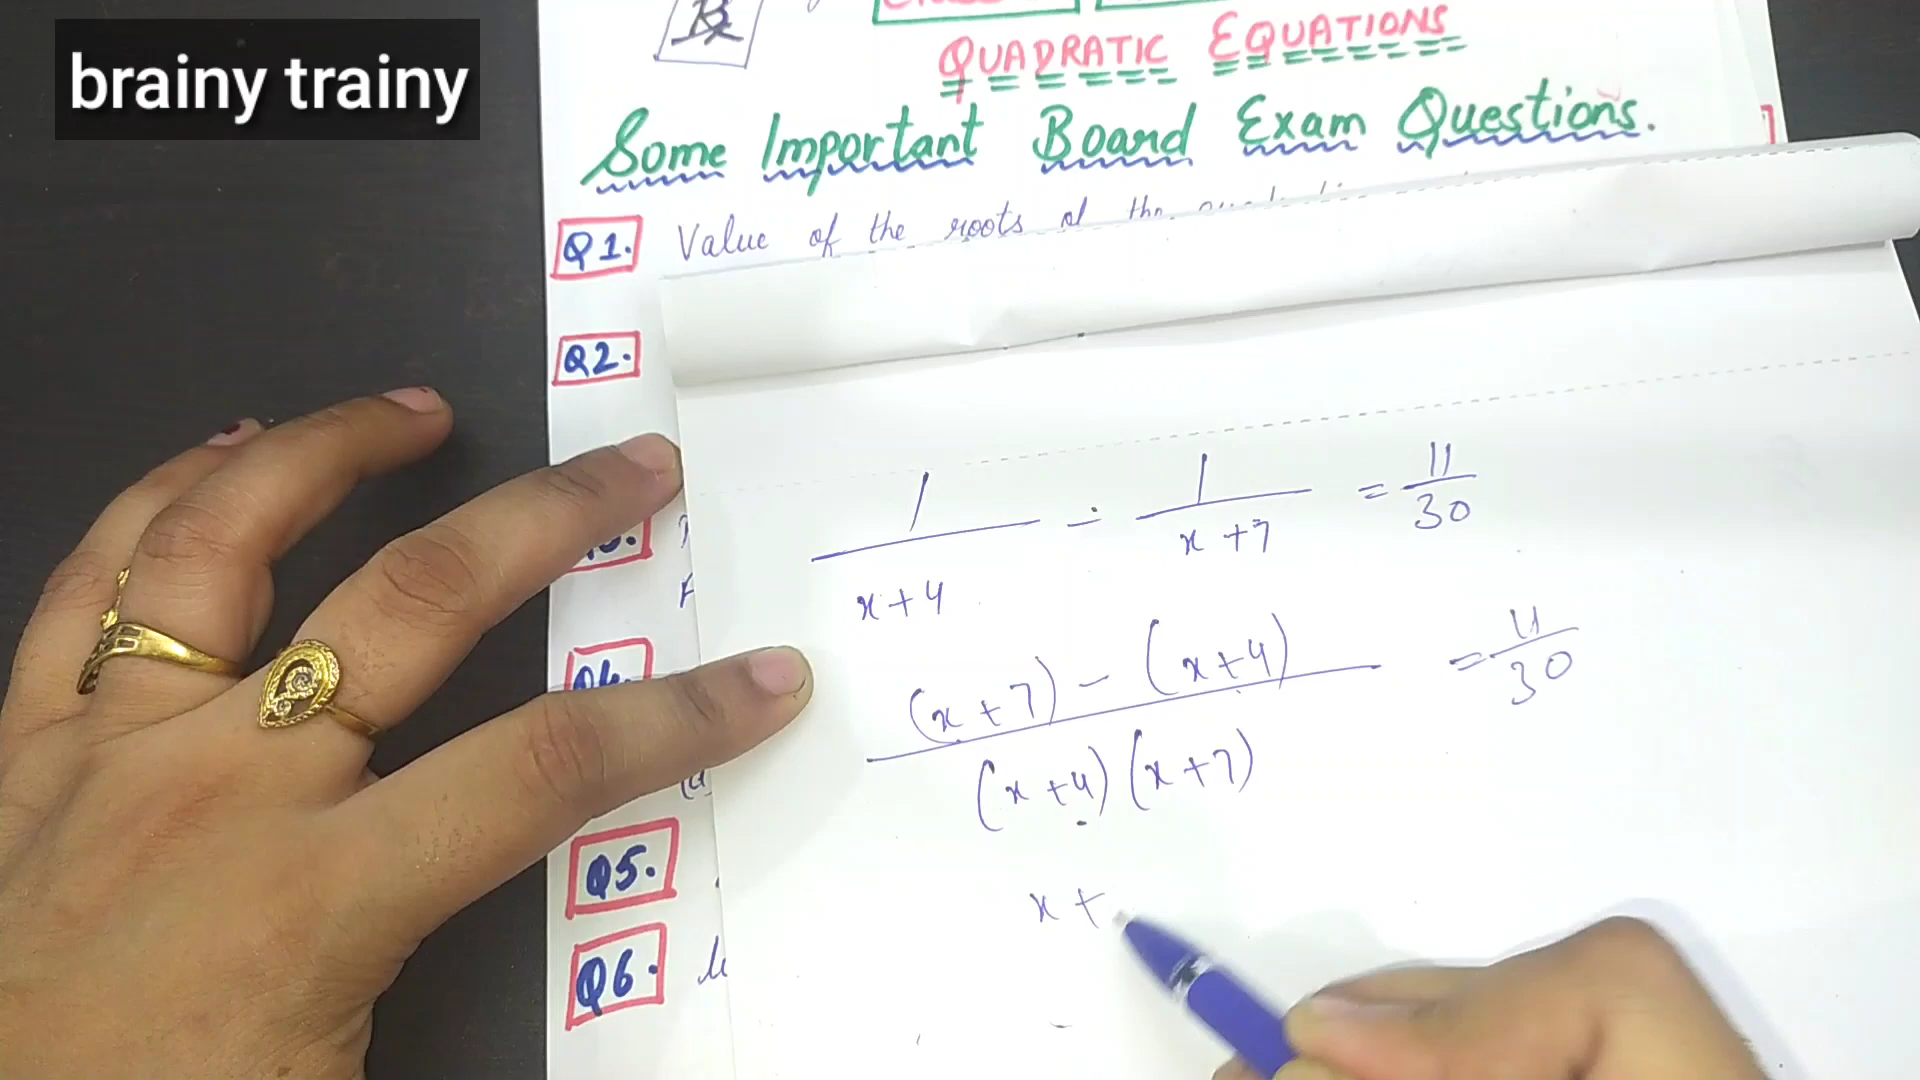 brainy trainy
QUADRATIC EQUATIONS
Some Important Board Exam Questions.
Q1. Value of the roots of the
Q2.
1/(x+4) - 1/(x+7) = 11/30
((x+7) - (x+4))/((x+4)(x+7)) = 11/30
x +
Q5.
Q6.